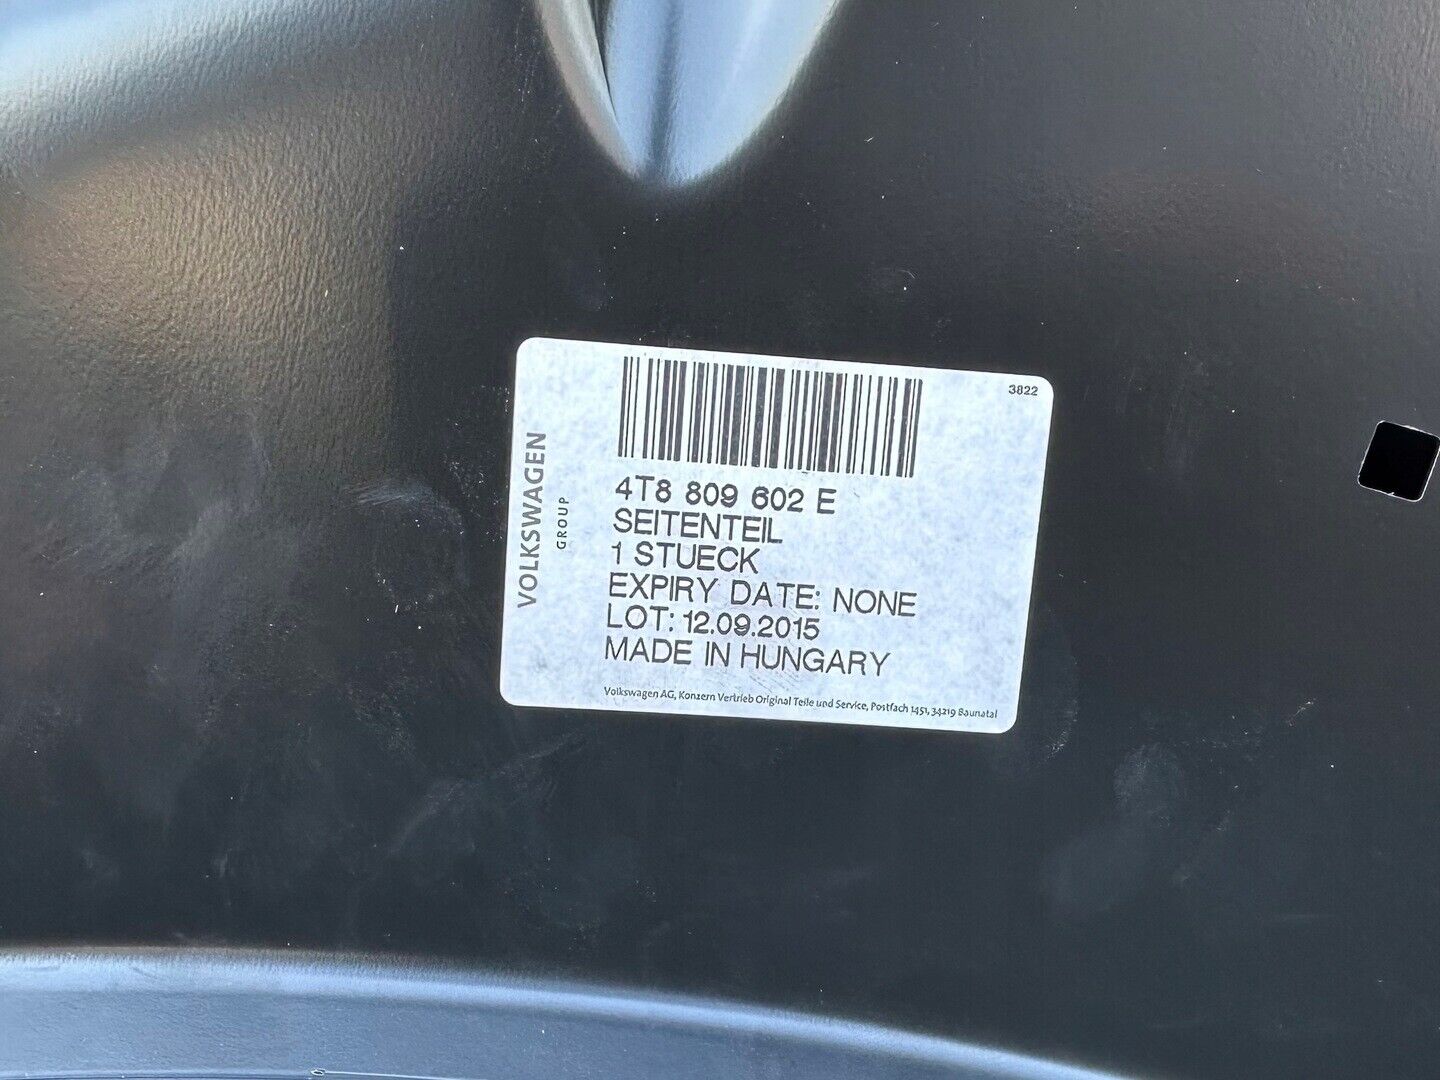 3822
VOLKSWAGEN
GROUP
4T8 809 602 E
SEITENTEIL
1 STUECK
EXPIRY DATE: NONE
LOT: 12.09.2015
MADE IN HUNGARY
Volkswagen AG, Konzern Vertrieb Original Teile und Service, Postfach 1451, 34219 Baunatal